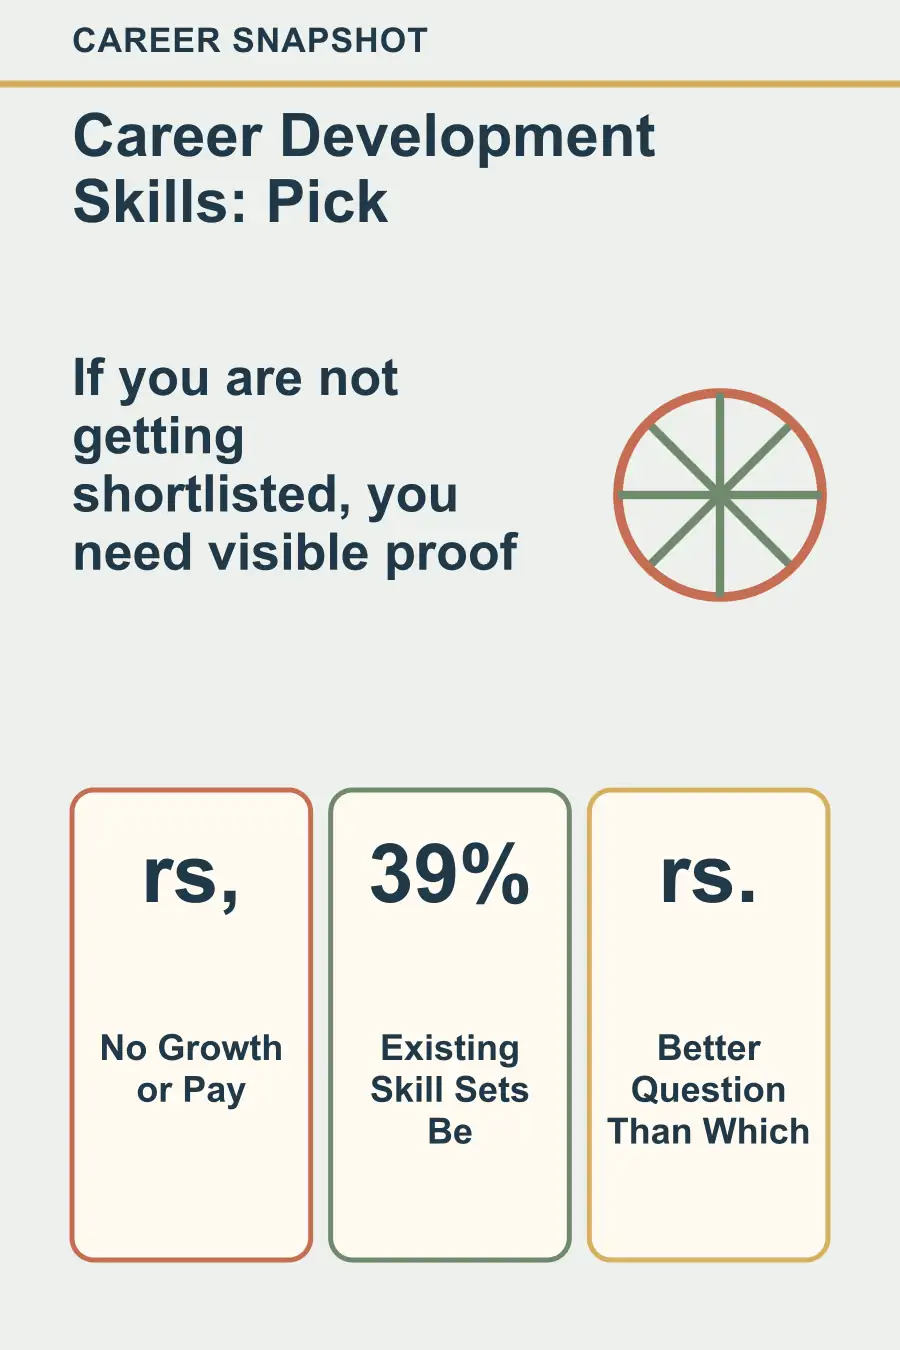 CAREER SNAPSHOT
Career Development
Skills: Pick
If you are not
getting
shortlisted, you
need visible proof
rs,
No Growth
or Pay
39%
Existing
Skill Sets
Be
rs.
Better
Question
Than Which